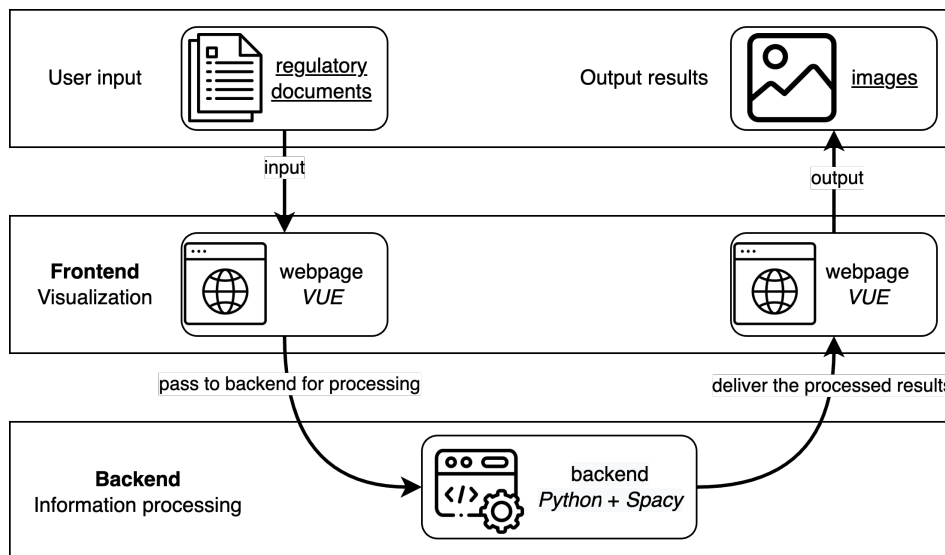 User input
regulatory
documents
Output results
images
input
output
Frontend
Visualization
webpage
VUE
webpage
VUE
pass to backend for processing
deliver the processed results
Backend
Information processing
</>
backend
Python + Spacy